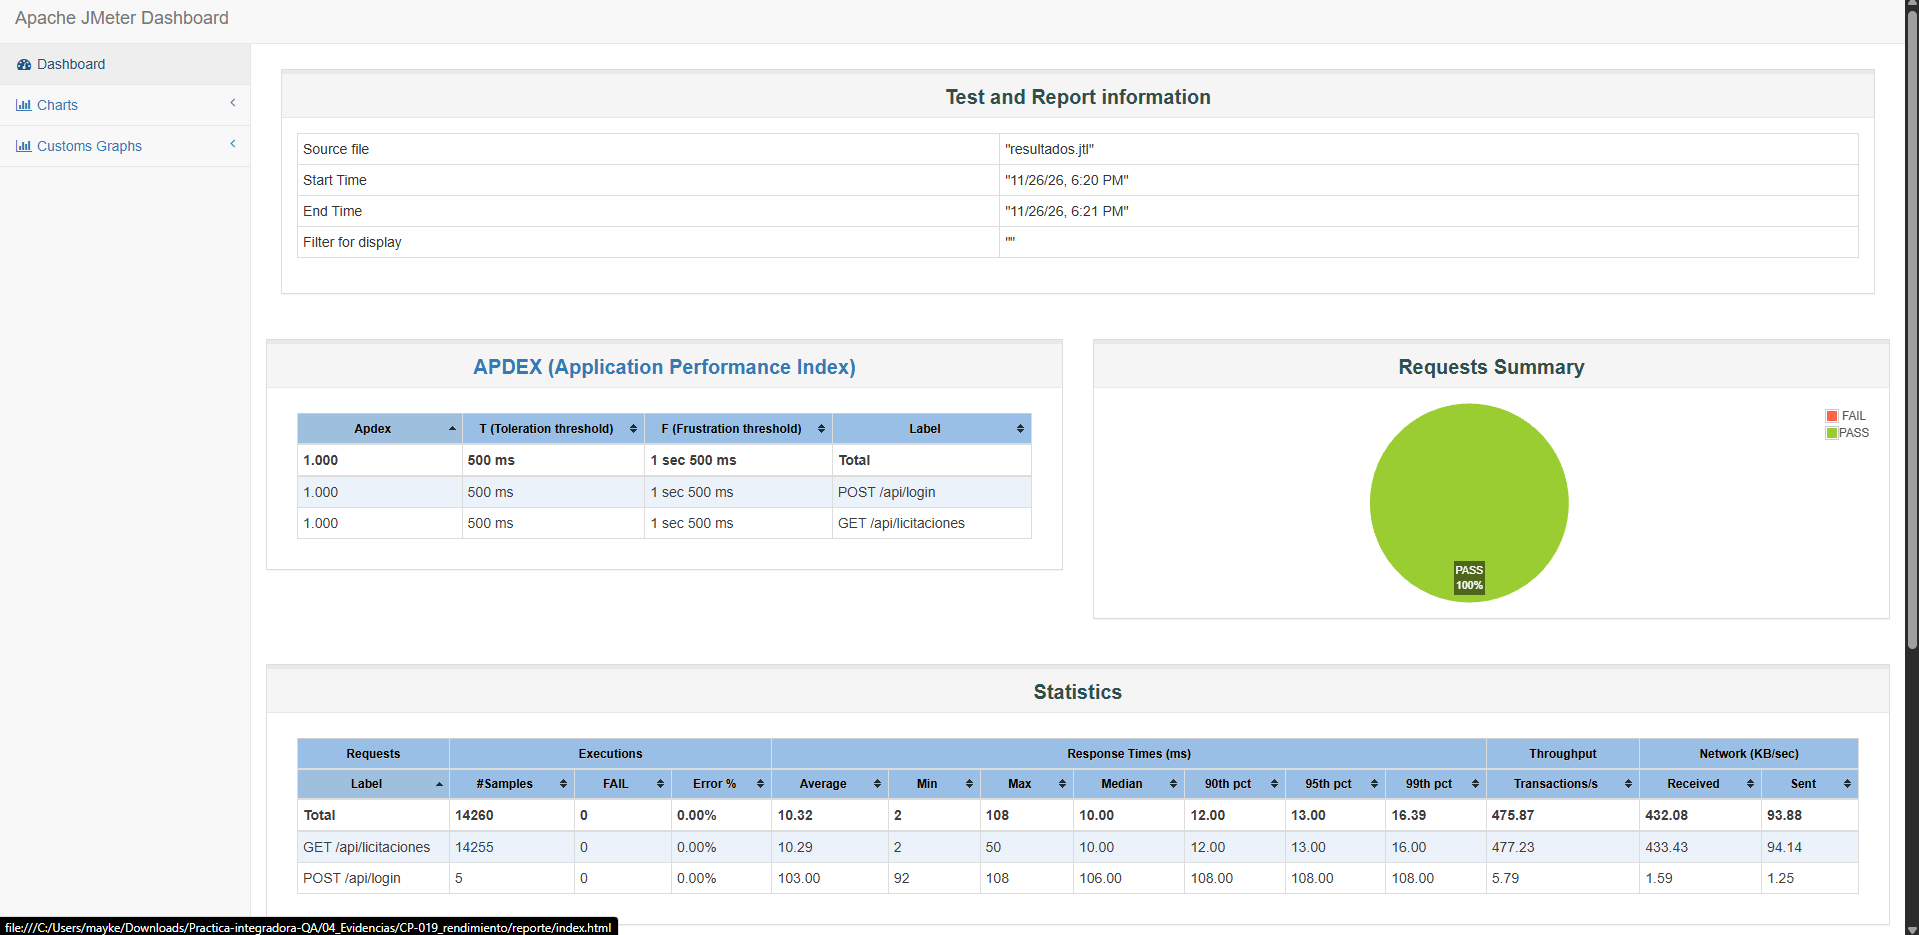 Apache JMeter Dashboard
Dashboard
Charts
Customs Graphs
Test and Report information
Source file "resultados.jtl"
Start Time "11/26/26, 6:20 PM"
End Time "11/26/26, 6:21 PM"
Filter for display ""
APDEX (Application Performance Index)
Apdex T (Toleration threshold) F (Frustration threshold) Label
1.000 500 ms 1 sec 500 ms Total
1.000 500 ms 1 sec 500 ms POST /api/login
1.000 500 ms 1 sec 500 ms GET /api/licitaciones
Requests Summary
FAIL
PASS
PASS
100%
Statistics
Requests Executions Response Times (ms) Throughput Network (KB/sec)
Label #Samples FAIL Error % Average Min Max Median 90th pct 95th pct 99th pct Transactions/s Received Sent
Total 14260 0 0.00% 10.32 2 108 10.00 12.00 13.00 16.39 475.87 432.08 93.88
GET /api/licitaciones 14255 0 0.00% 10.29 2 50 10.00 12.00 13.00 16.00 477.23 433.43 94.14
POST /api/login 5 0 0.00% 103.00 92 108 106.00 108.00 108.00 108.00 5.79 1.59 1.25
file:///C:/Users/mayke/Downloads/Practica-integradora-QA/04_Evidencias/CP-019_rendimiento/reporte/index.html